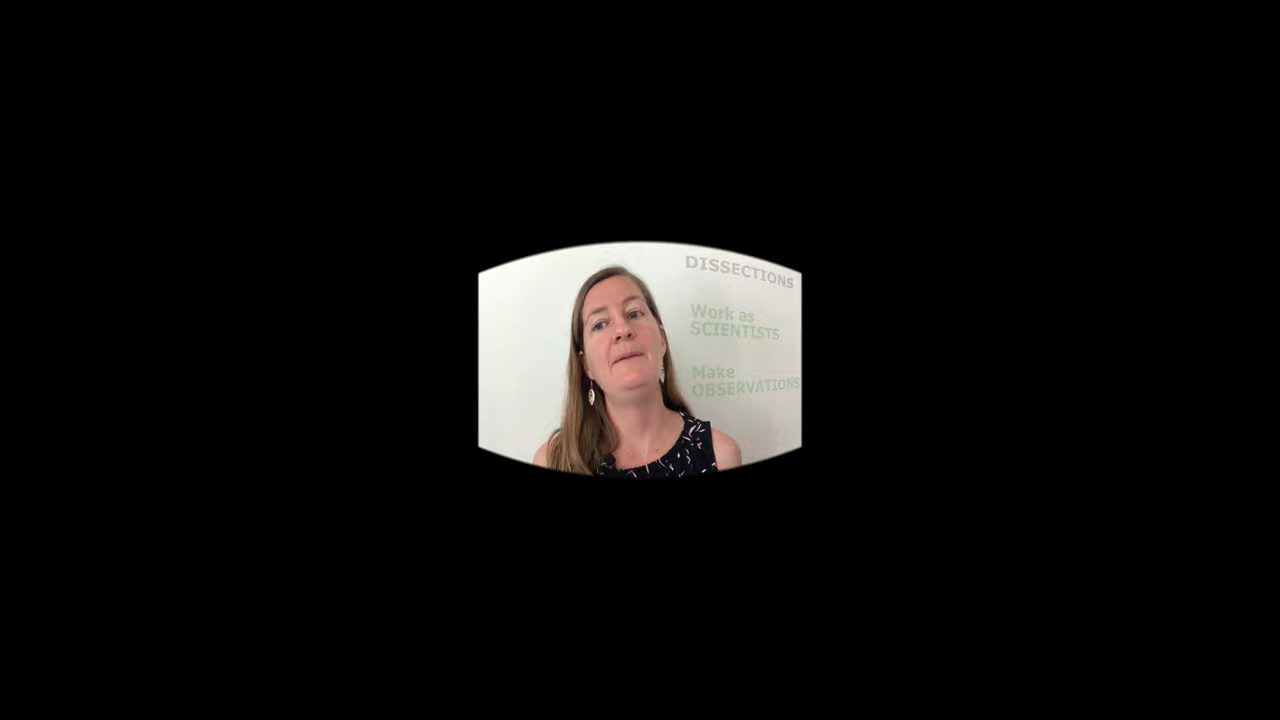 DISSECTIONS
Work as
SCIENTISTS
Make
OBSERVATIONS